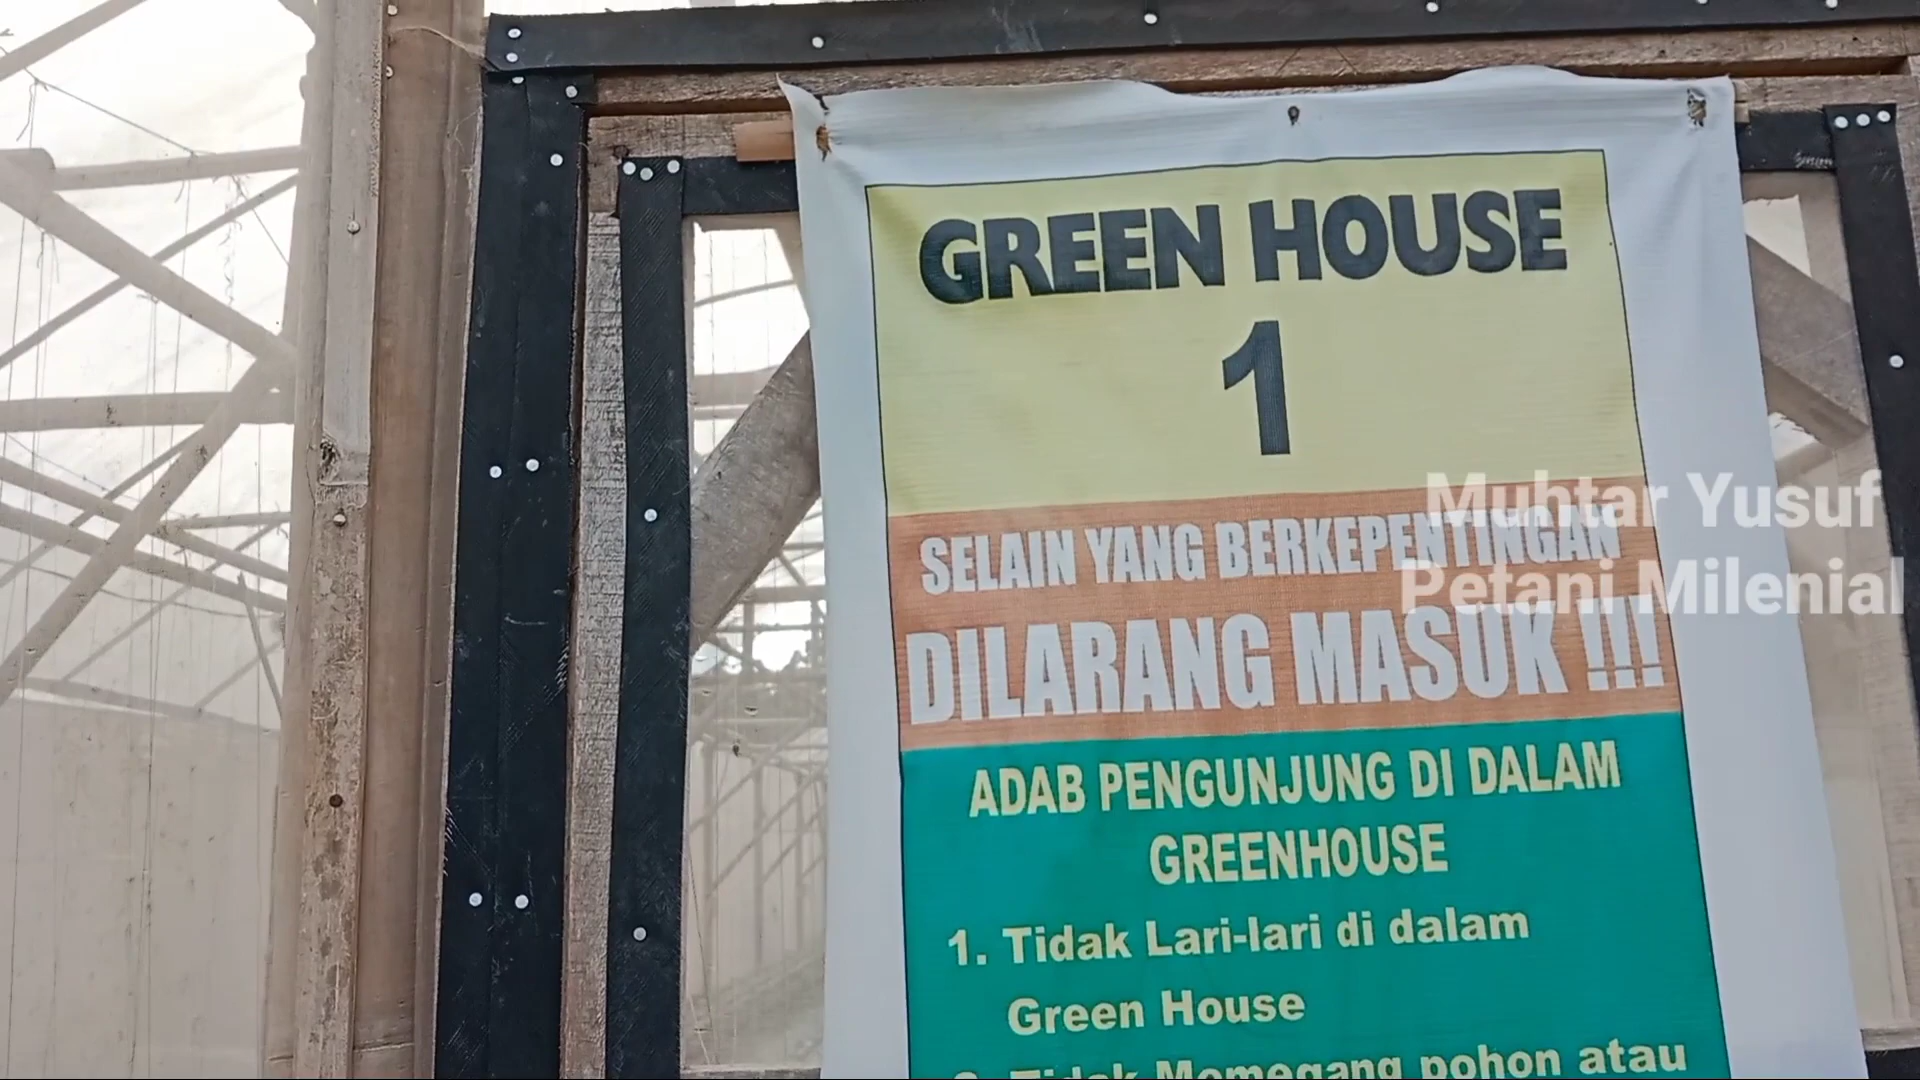 GREEN HOUSE
1
SELAIN YANG BERKEPENTINGAN
DILARANG MASUK !!!
ADAB PENGUNJUNG DI DALAM
GREENHOUSE
1. Tidak Lari-lari di dalam
Green House
2. Tidak Memegang pohon atau
Muhtar Yusuf
Petani Milenial